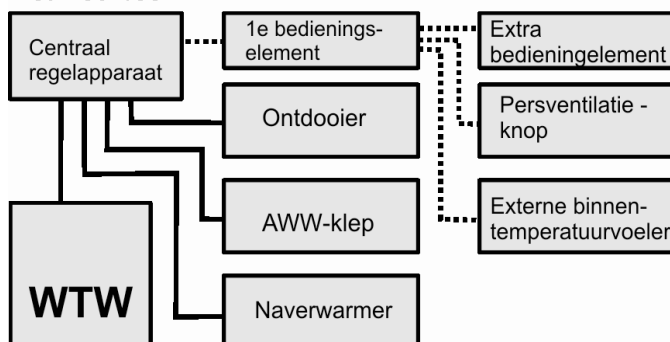 Centraal
regelapparaat
1e bedienings-
element
Extra
bedieningelement
Ontdooier
Persventilatie -
knop
AWW-klep
Externe binnen-
temperatuurvoeler
WTW
Naverwarmer